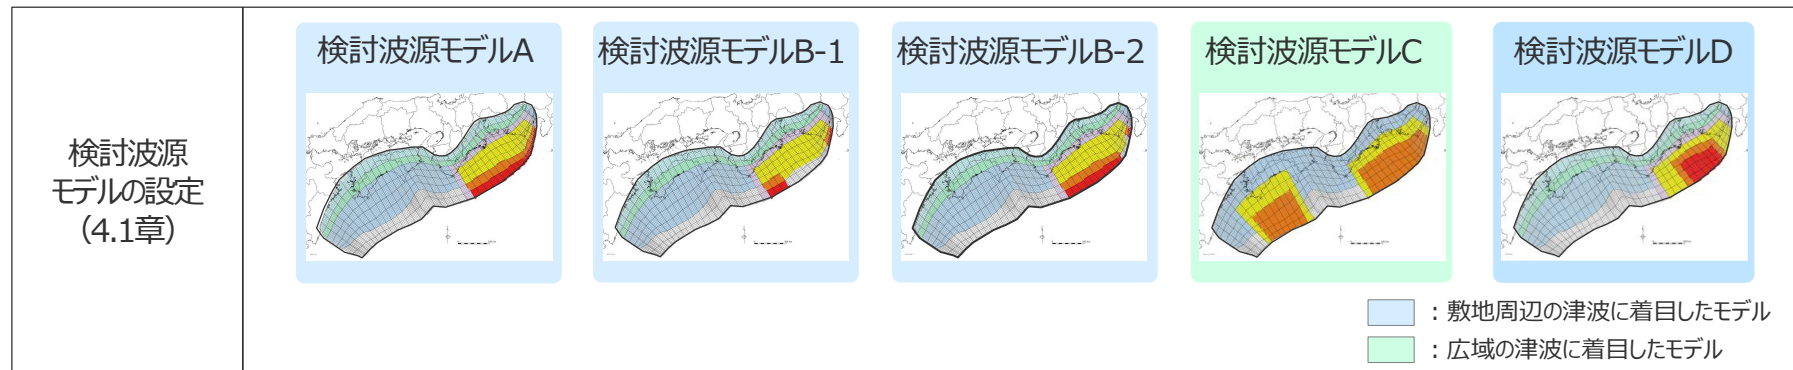 検討波源モデルA
検討波源モデルB-1
検討波源モデルB-2
検討波源モデルC
検討波源モデルD
検討波源
モデルの設定
(4.1章)
：敷地周辺の津波に着目したモデル
：広域の津波に着目したモデル